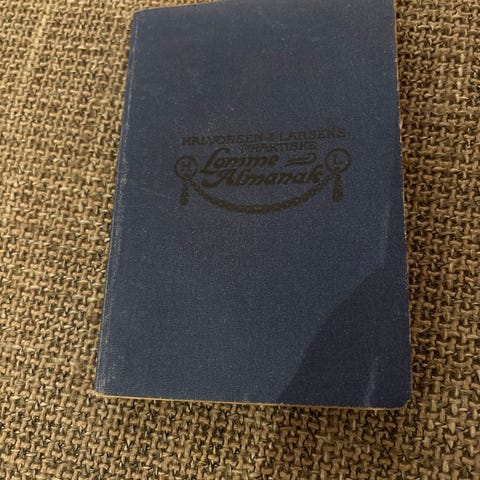 HALVORSEN & LARSENS
PRAKTISKE
H Lomme- L
Almanak